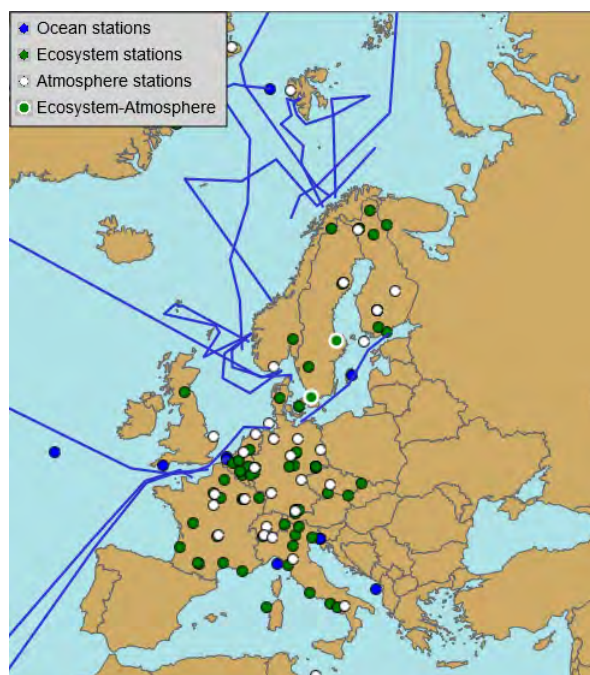 Ocean stations
Ecosystem stations
Atmosphere stations
Ecosystem-Atmosphere